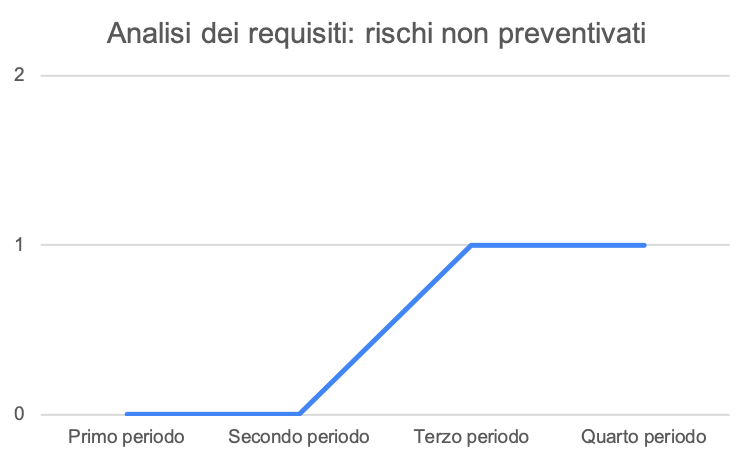 Analisi dei requisiti: rischi non preventivati
2
1
0
Primo periodo
Secondo periodo
Terzo periodo
Quarto periodo